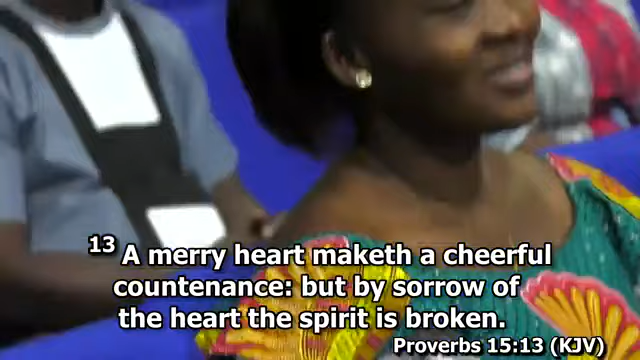 13 A merry heart maketh a cheerful
countenance: but by sorrow of
the heart the spirit is broken.
Proverbs 15:13 (KJV)